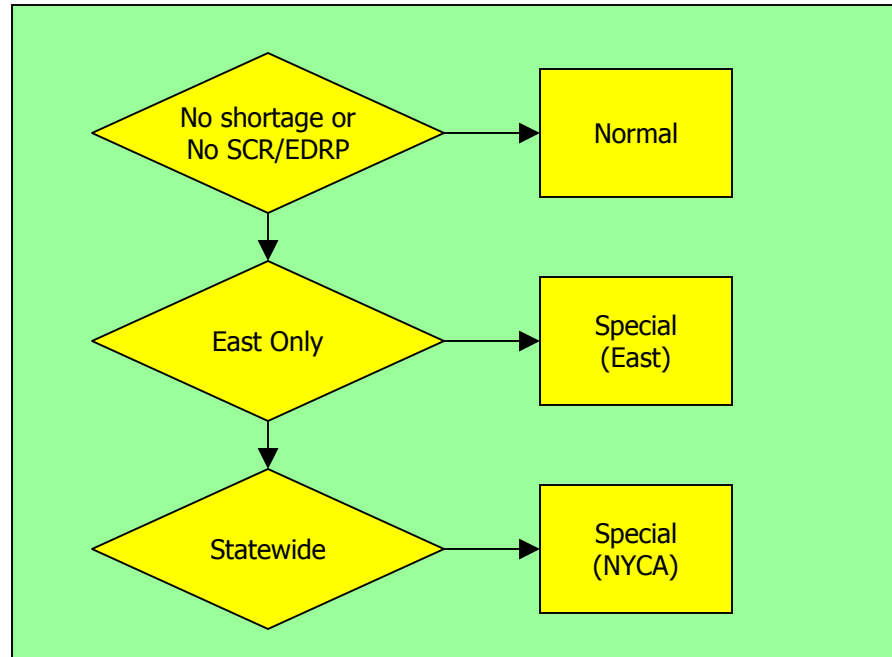 No shortage or
No SCR/EDRP
Normal
East Only
Special
(East)
Statewide
Special
(NYCA)